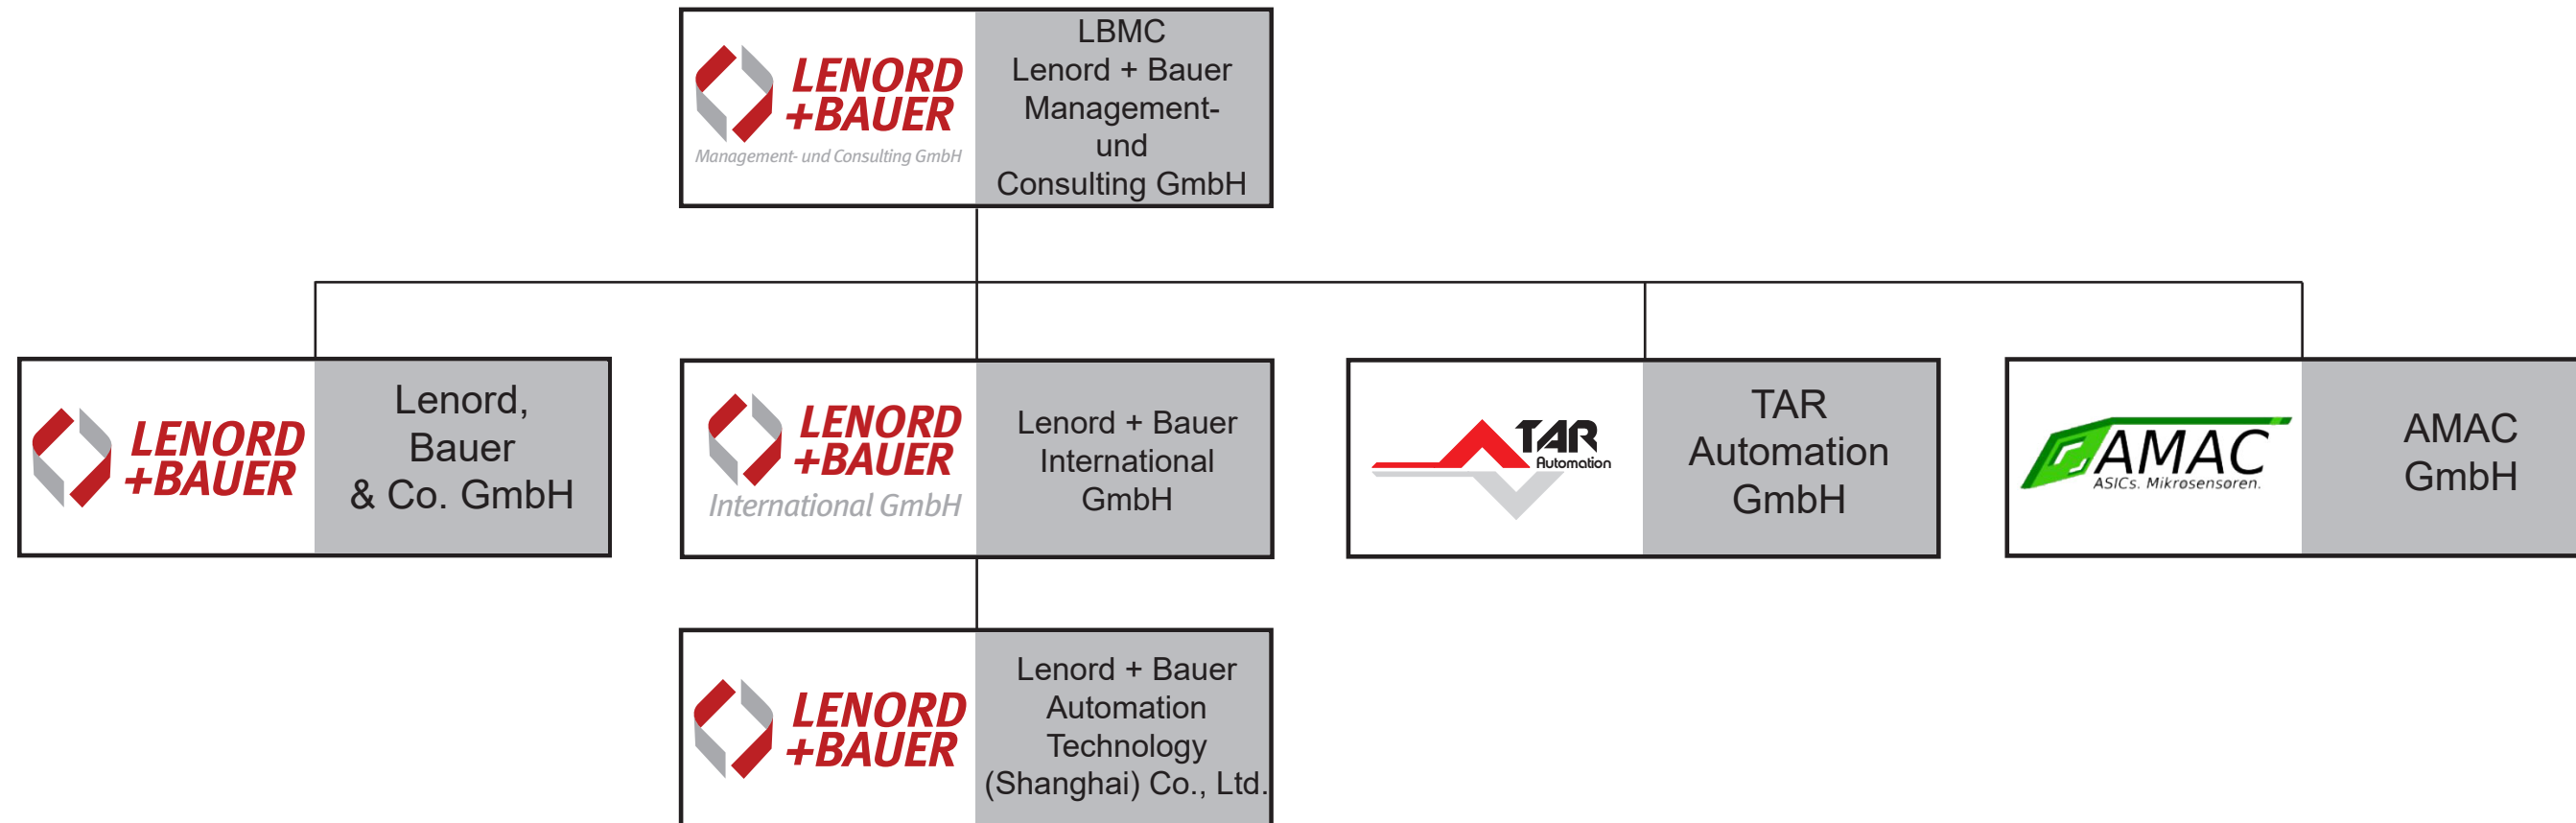 LENORD
+BAUER
Management- und Consulting GmbH
LBMC
Lenord + Bauer
Management-
und
Consulting GmbH
LENORD
+BAUER
Lenord,
Bauer
& Co. GmbH
LENORD
+BAUER
International GmbH
Lenord + Bauer
International
GmbH
TAR
Automation
TAR
Automation
GmbH
AMAC
ASICs. Mikrosensoren.
AMAC
GmbH
LENORD
+BAUER
Lenord + Bauer
Automation
Technology
(Shanghai) Co., Ltd.